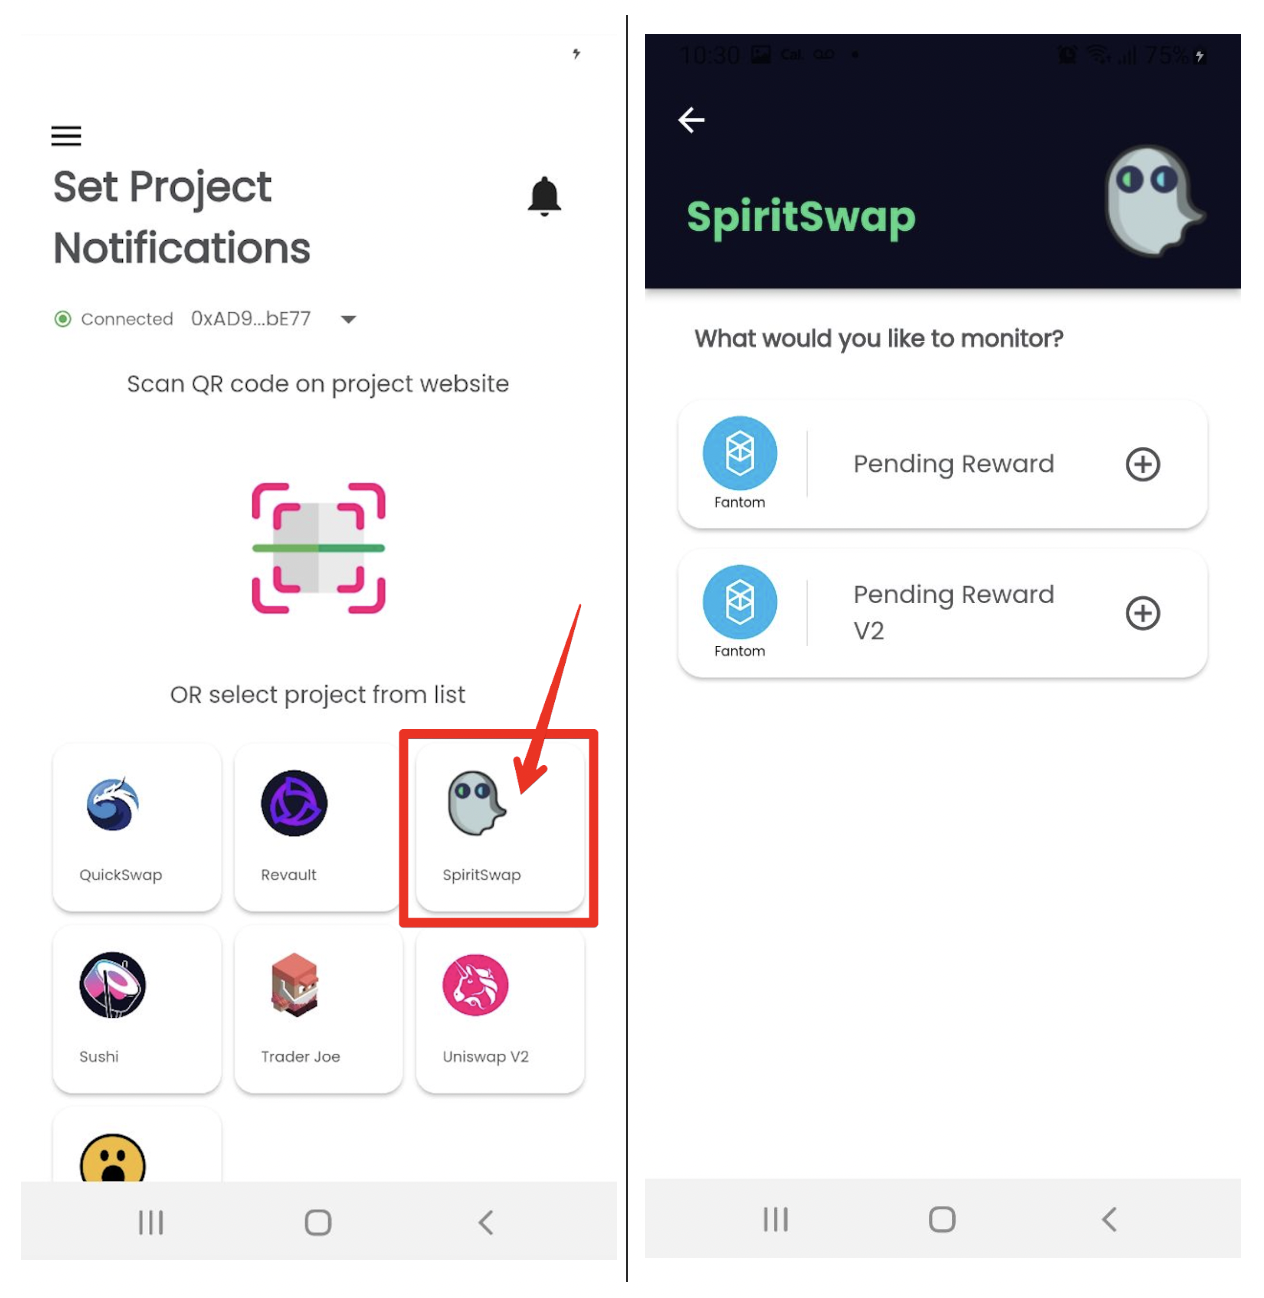 Set Project
Notifications
Connected 0xAD9...bE77
Scan QR code on project website
OR select project from list
QuickSwap
Revault
SpiritSwap
Sushi
Trader Joe
Uniswap V2
10:30 Cal 75%
SpiritSwap
What would you like to monitor?
Fantom
Pending Reward
Fantom
Pending Reward
V2